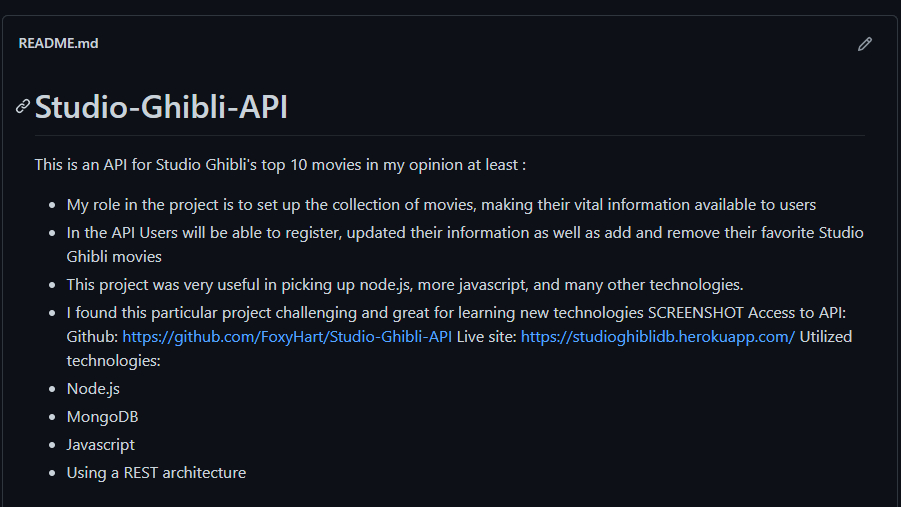 README.md
Studio-Ghibli-API
This is an API for Studio Ghibli's top 10 movies in my opinion at least :
• My role in the project is to set up the collection of movies, making their vital information available to users
• In the API Users will be able to register, updated their information as well as add and remove their favorite Studio
Ghibli movies
• This project was very useful in picking up node.js, more javascript, and many other technologies.
• I found this particular project challenging and great for learning new technologies SCREENSHOT Access to API:
Github: https://github.com/FoxyHart/Studio-Ghibli-API Live site: https://studioghiblidb.herokuapp.com/ Utilized
technologies:
• Node.js
• MongoDB
• Javascript
• Using a REST architecture